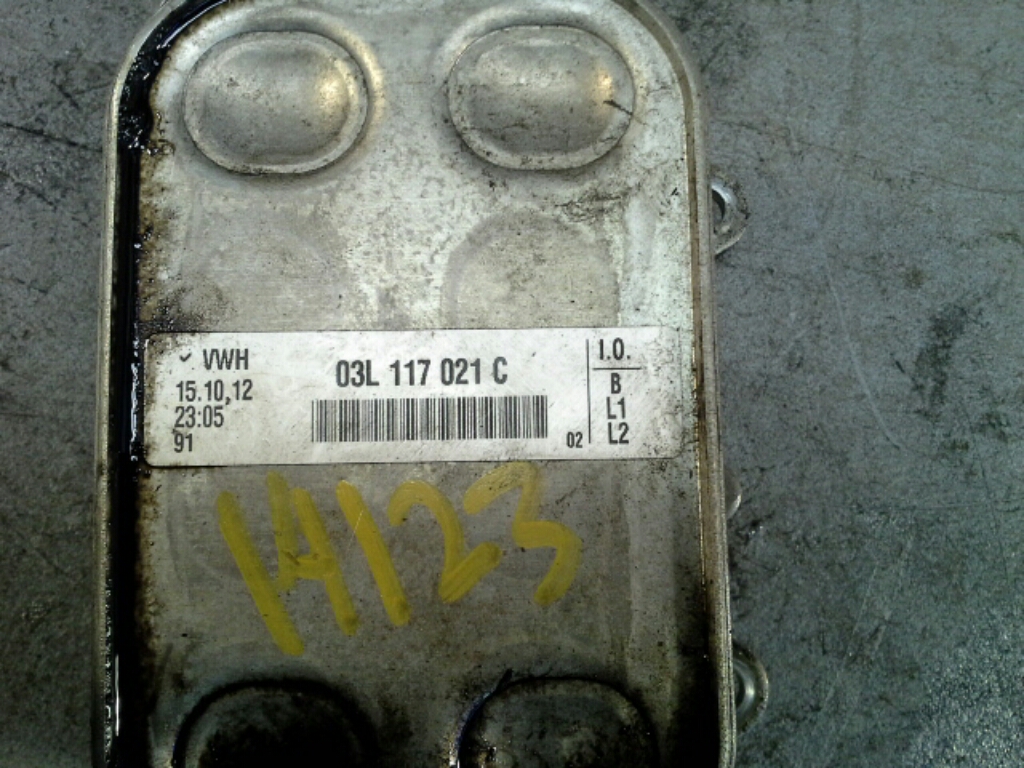 VWH
15.10,12
23:05
91
03L 117 021 C
02
I.O.
B
L1
L2
14123